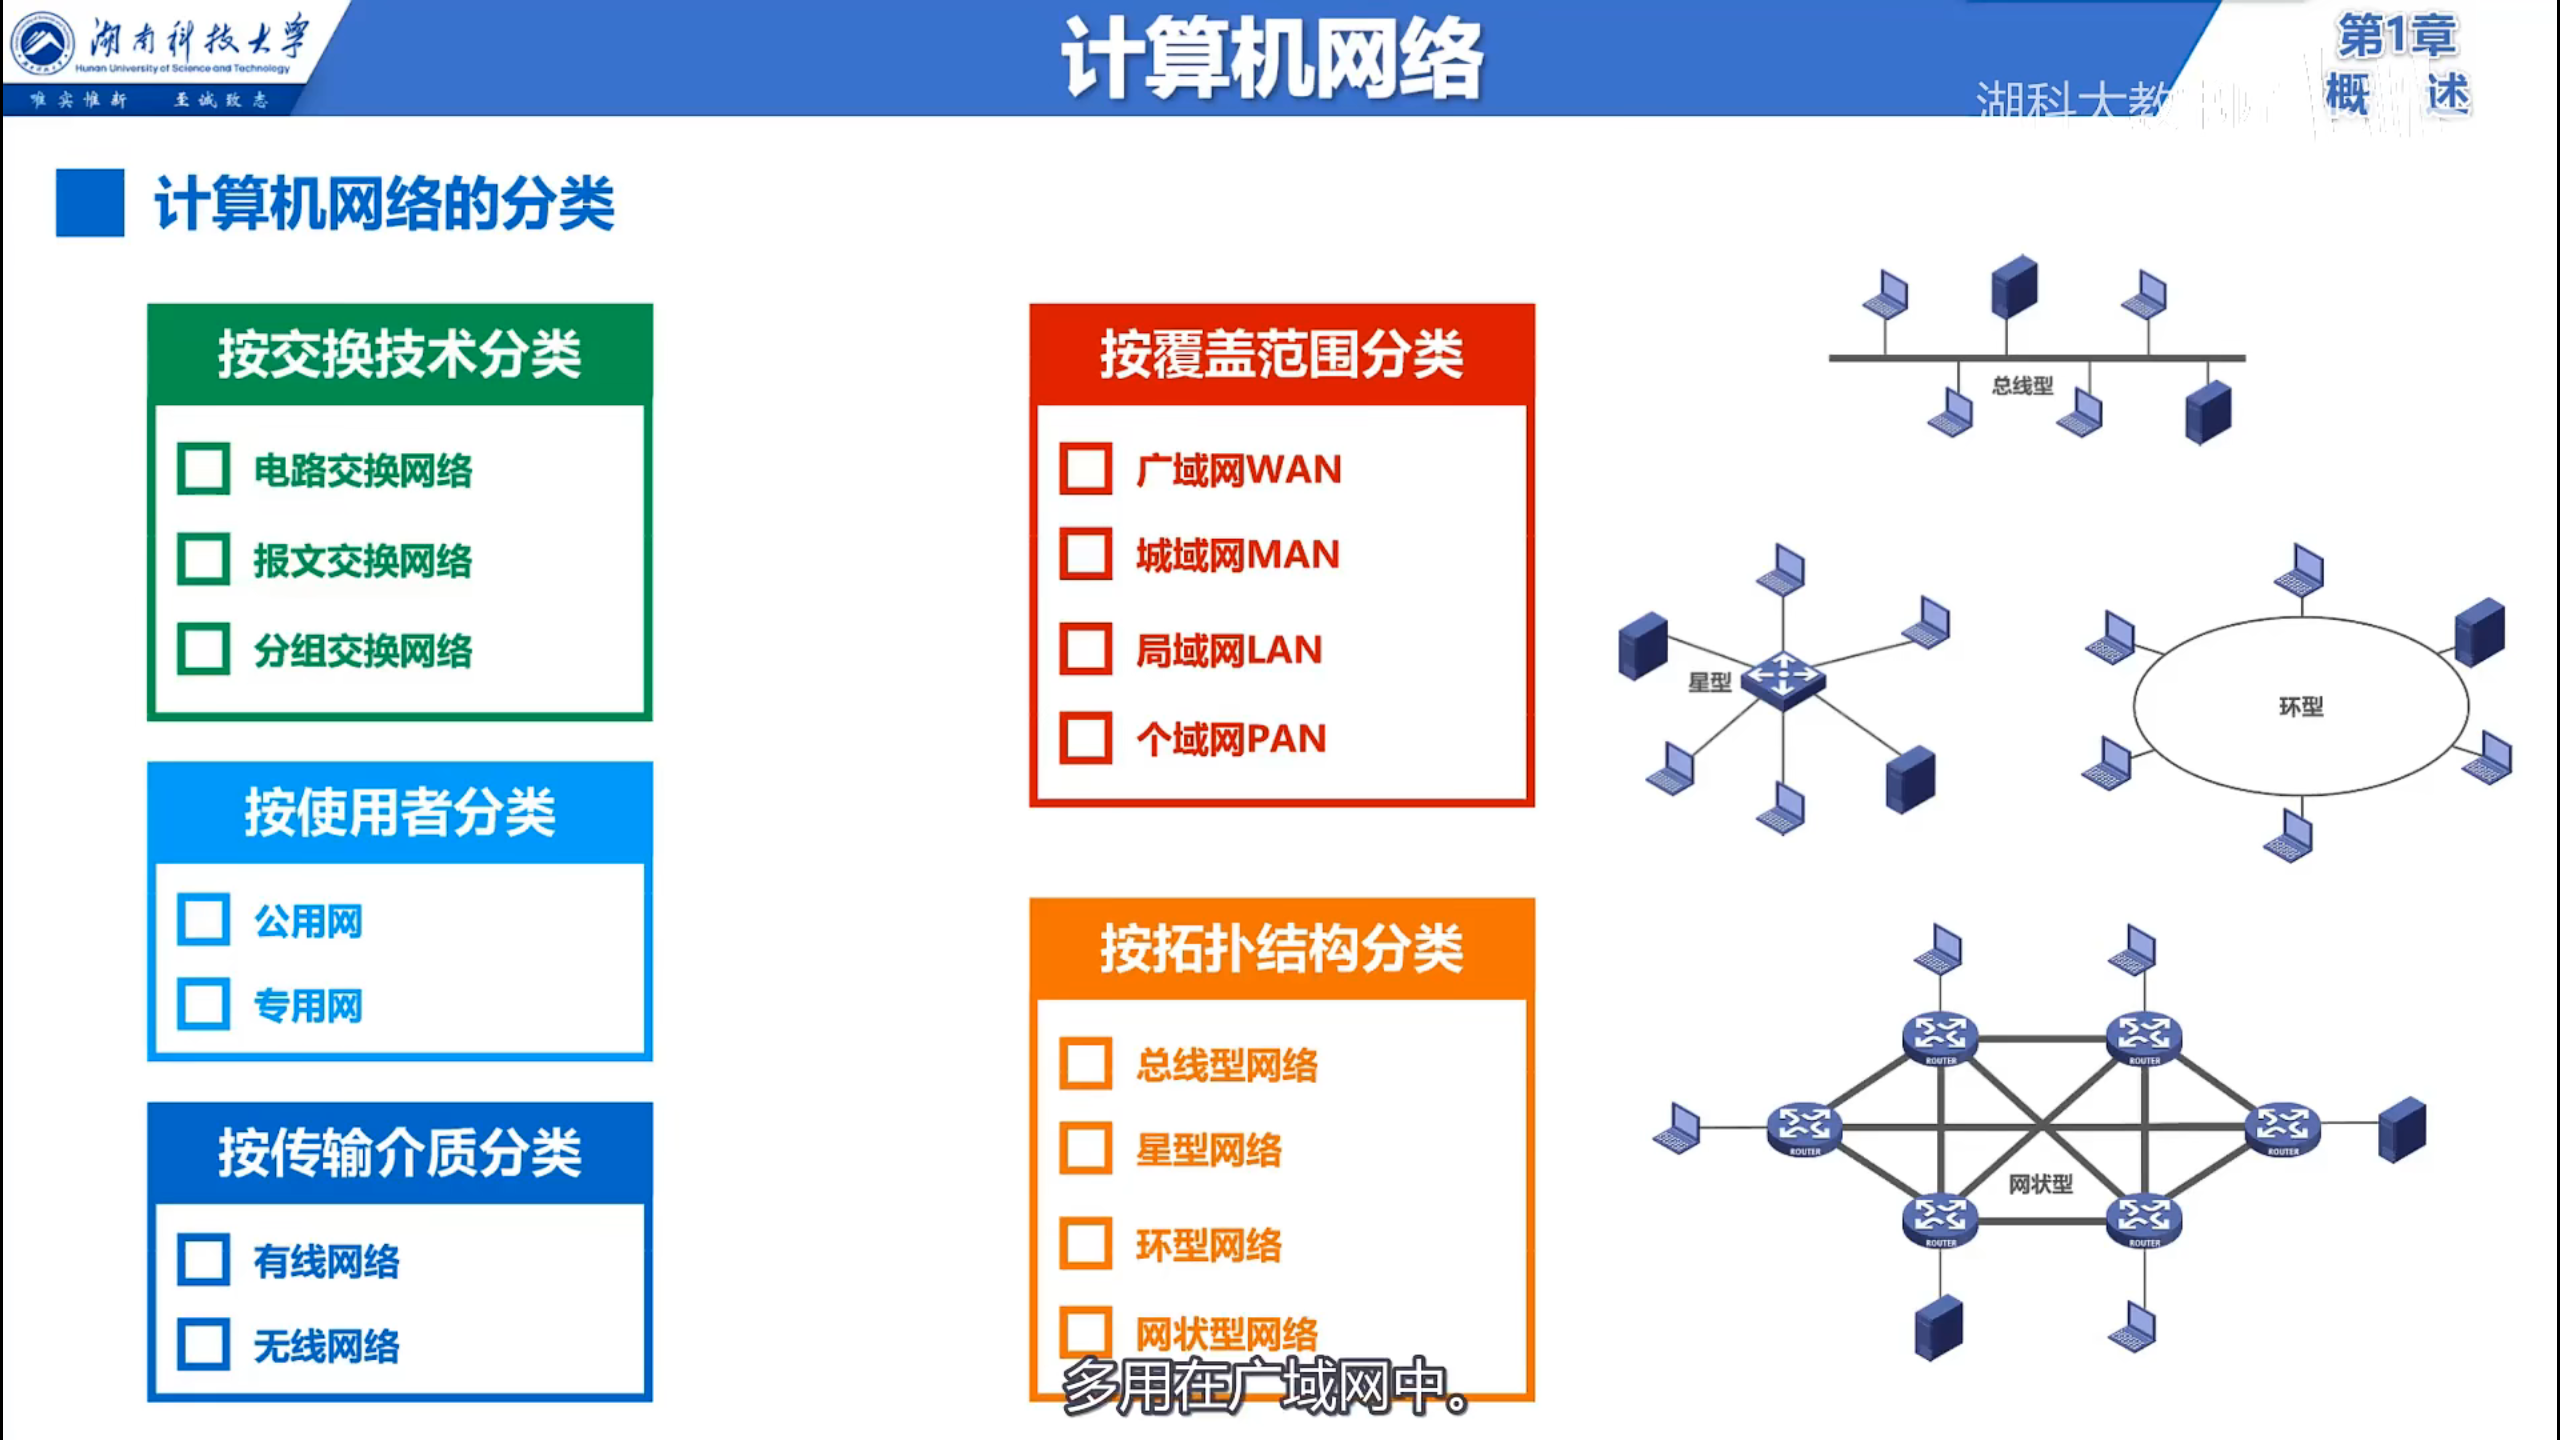 湖南科技大学
Hunan University of Science and Technology
唯实惟新 至诚致志
计算机网络
第1章
概 述
湖科大教
计算机网络的分类
按交换技术分类
电路交换网络
报文交换网络
分组交换网络
按使用者分类
公用网
专用网
按传输介质分类
有线网络
无线网络
按覆盖范围分类
广域网WAN
城域网MAN
局域网LAN
个域网PAN
按拓扑结构分类
总线型网络
星型网络
环型网络
网状型网络
总线型
星型
环型
ROUTER
ROUTER
ROUTER
ROUTER
网状型
ROUTER
ROUTER
多用在广域网中。